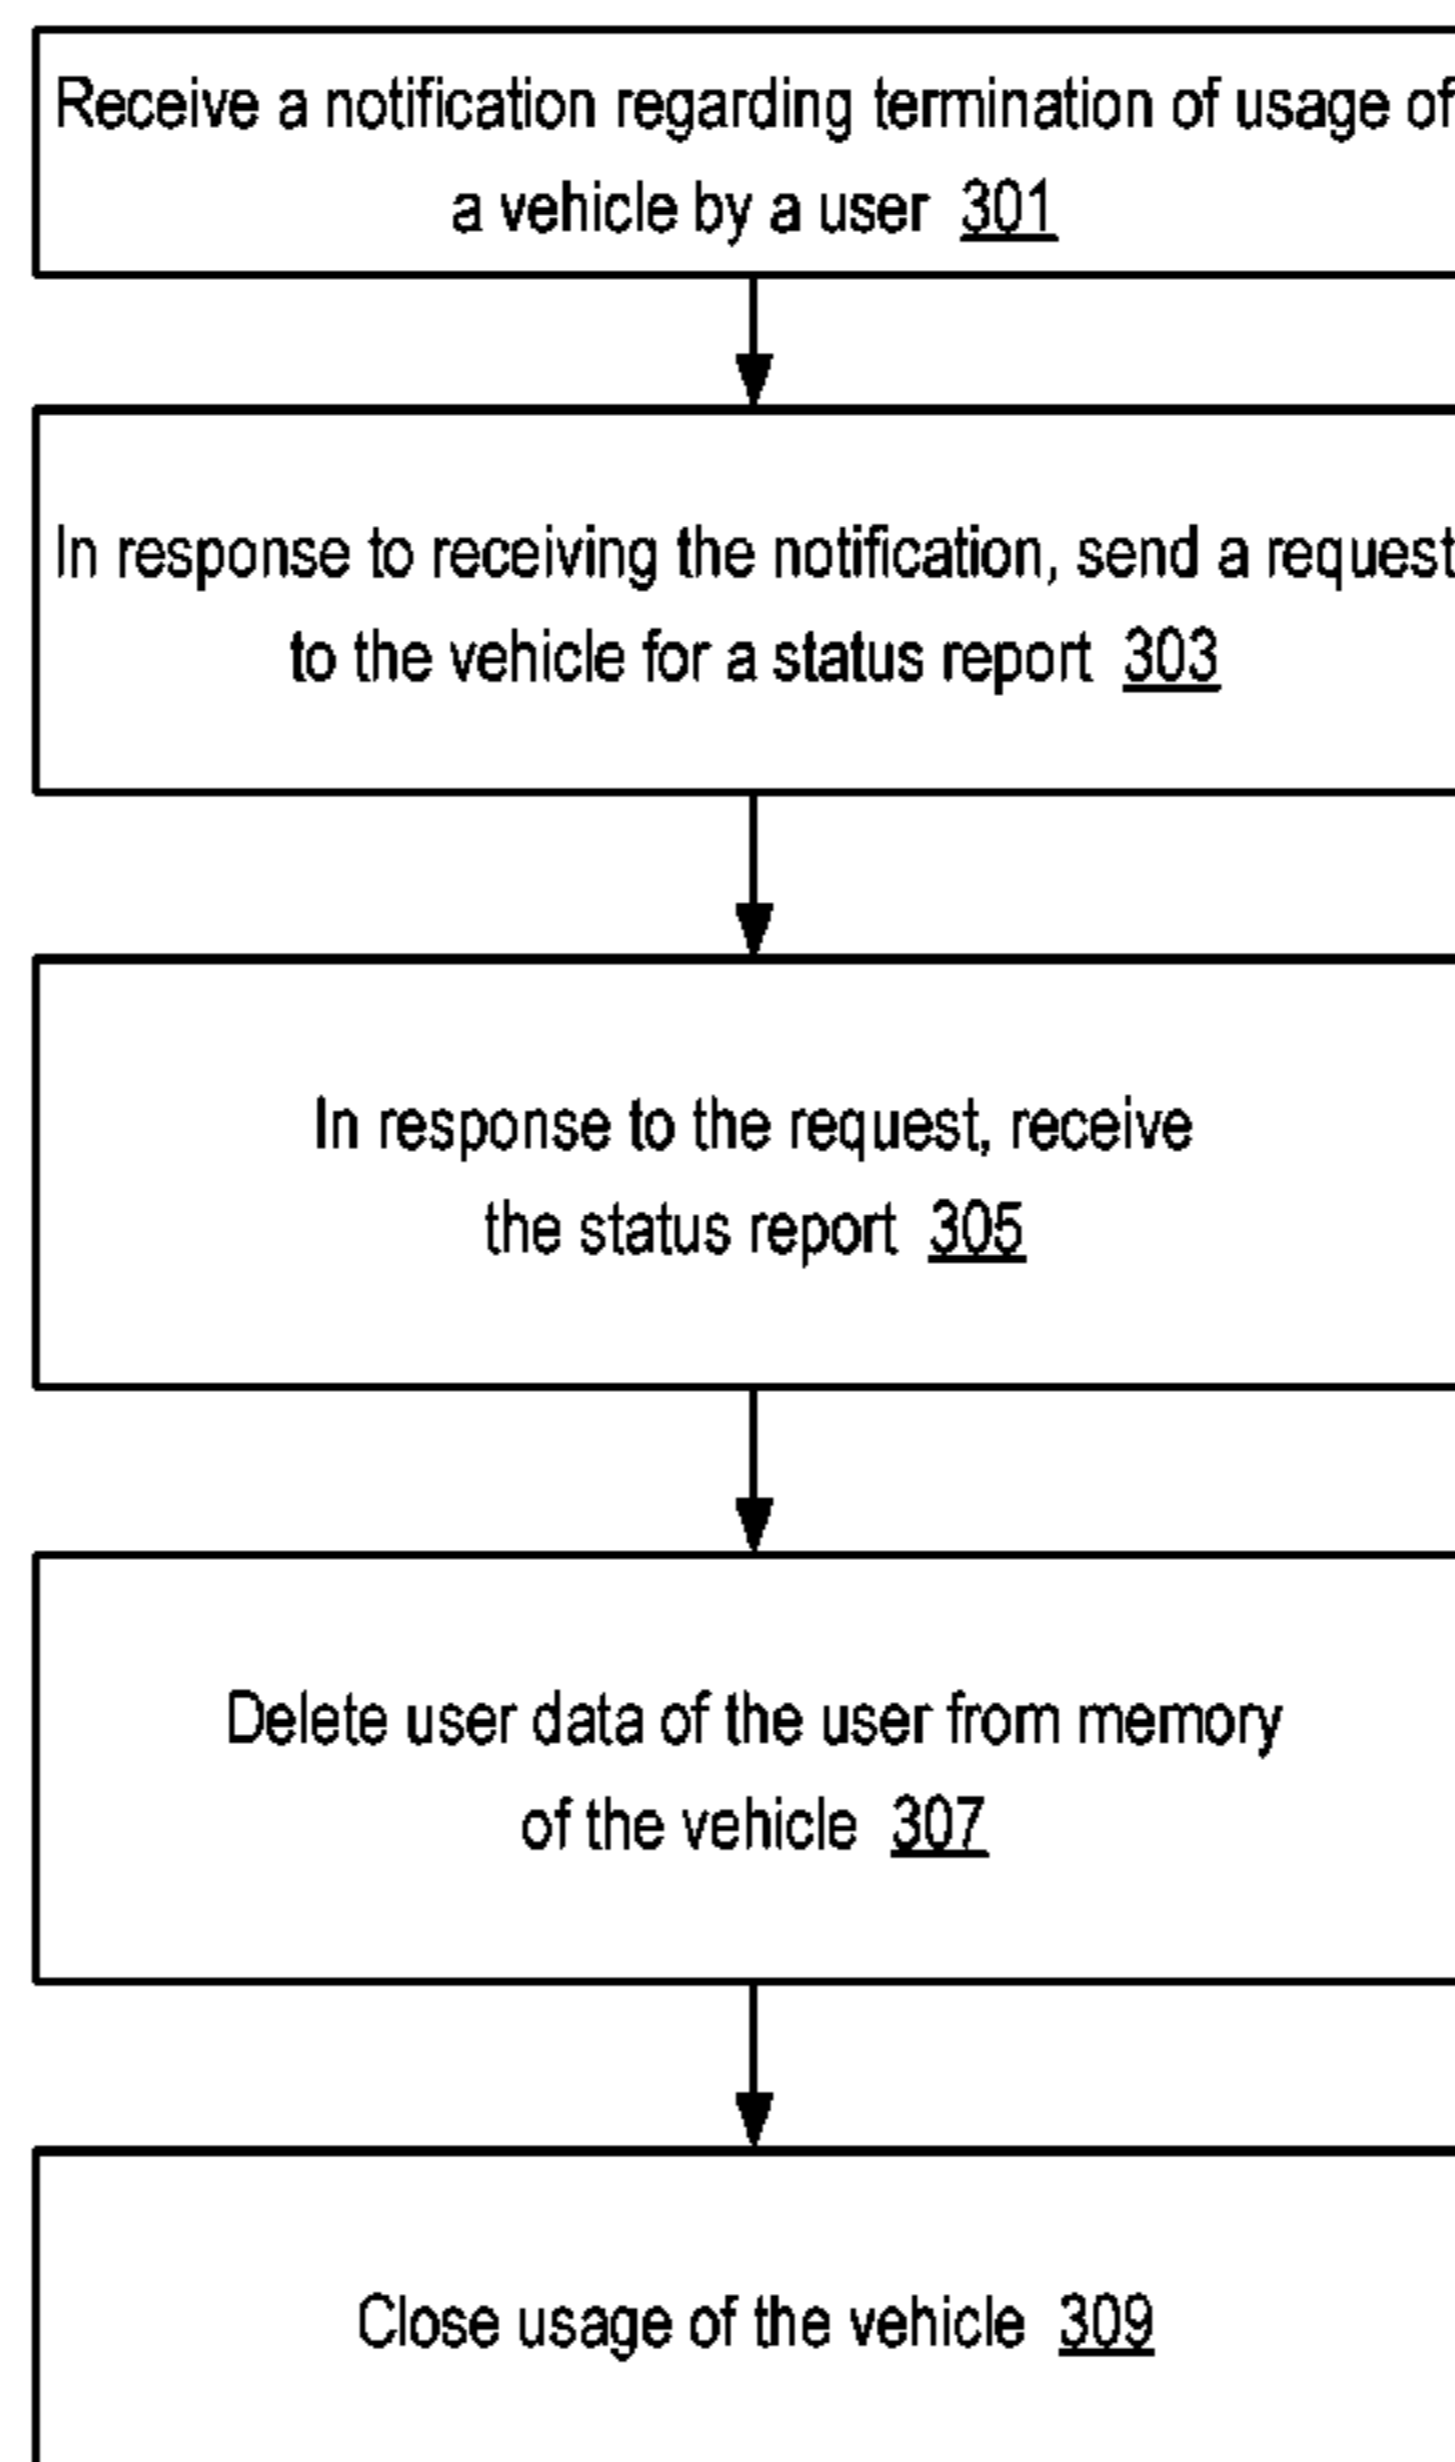 Receive a notification regarding termination of usage of
a vehicle by a user 301
In response to receiving the notification, send a request
to the vehicle for a status report 303
In response to the request, receive
the status report 305
Delete user data of the user from memory
of the vehicle 307
Close usage of the vehicle 309